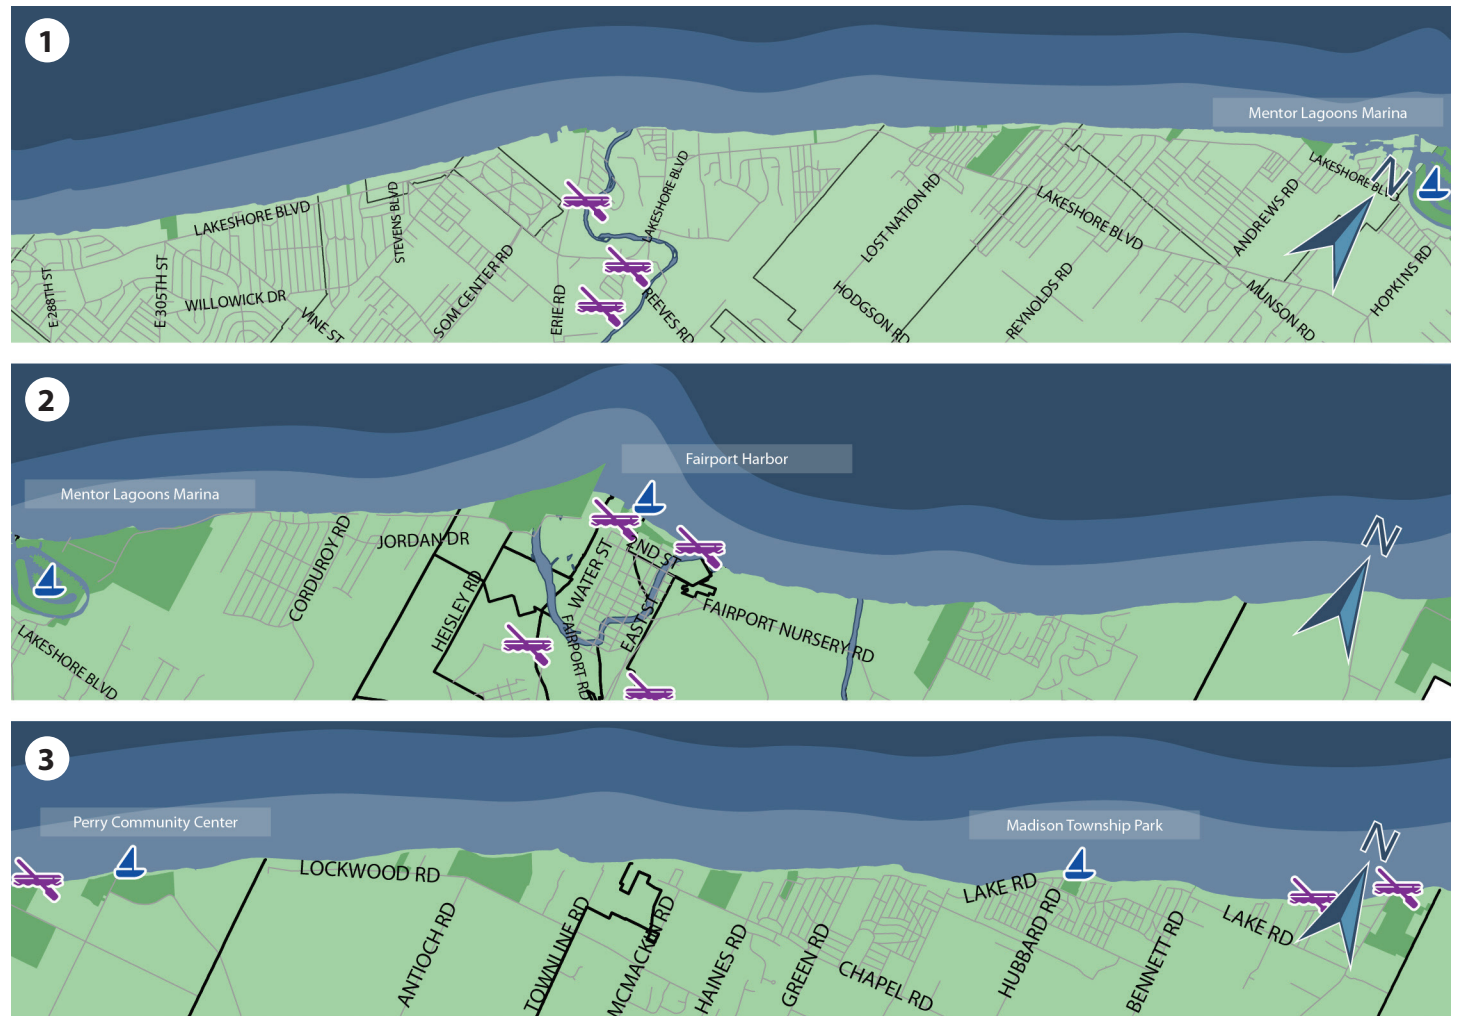 1
Mentor Lagoons Marina
LAKESHORE BLVD
LAKESHORE BLVD
N
STEVENS BLVD
LAKESHORE BLVD
LOST NATION RD
LAKESHORE BLVD
ANDREWS RD
E 288TH ST
E 305TH ST
WILLOWICK DR
VINE ST
SOM CENTER RD
ERIE RD
REEVES RD
HODGSON RD
REYNOLDS RD
MUNSON RD
HOPKINS RD
2
Fairport Harbor
Mentor Lagoons Marina
N
CORDUROY RD
JORDAN DR
HEISLEY RD
WATER ST
2ND ST
FAIRPORT RD
EAST ST
FAIRPORT NURSERY RD
LAKESHORE BLVD
3
Perry Community Center
Madison Township Park
N
LOCKWOOD RD
LAKE RD
LAKE RD
ANTIOCH RD
TOWNLINE RD
MCMACKIN RD
HAINES RD
GREEN RD
CHAPEL RD
HUBBARD RD
BENNETT RD